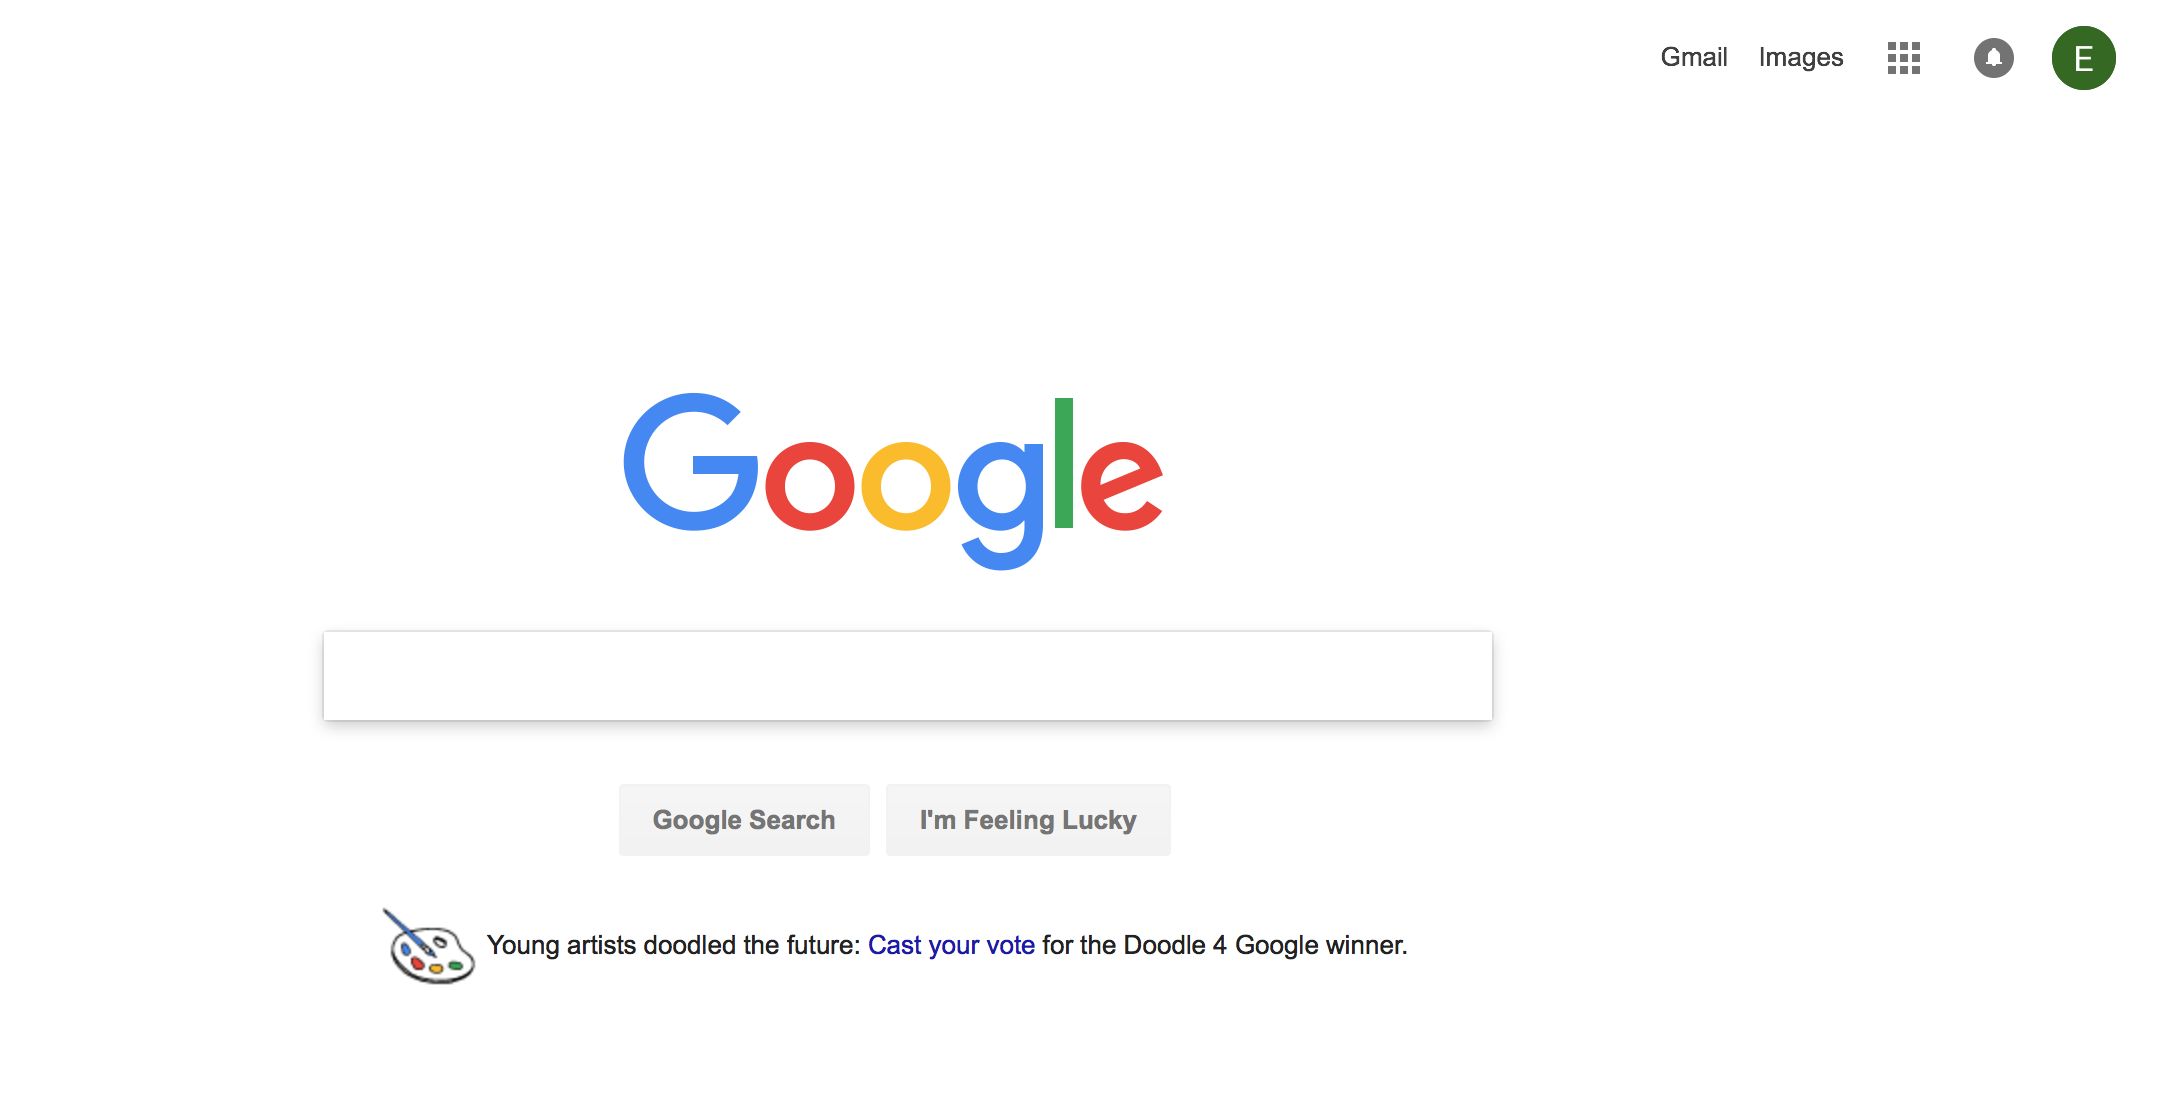 Gmail Images E
Google
Google Search I'm Feeling Lucky
Young artists doodled the future: Cast your vote for the Doodle 4 Google winner.